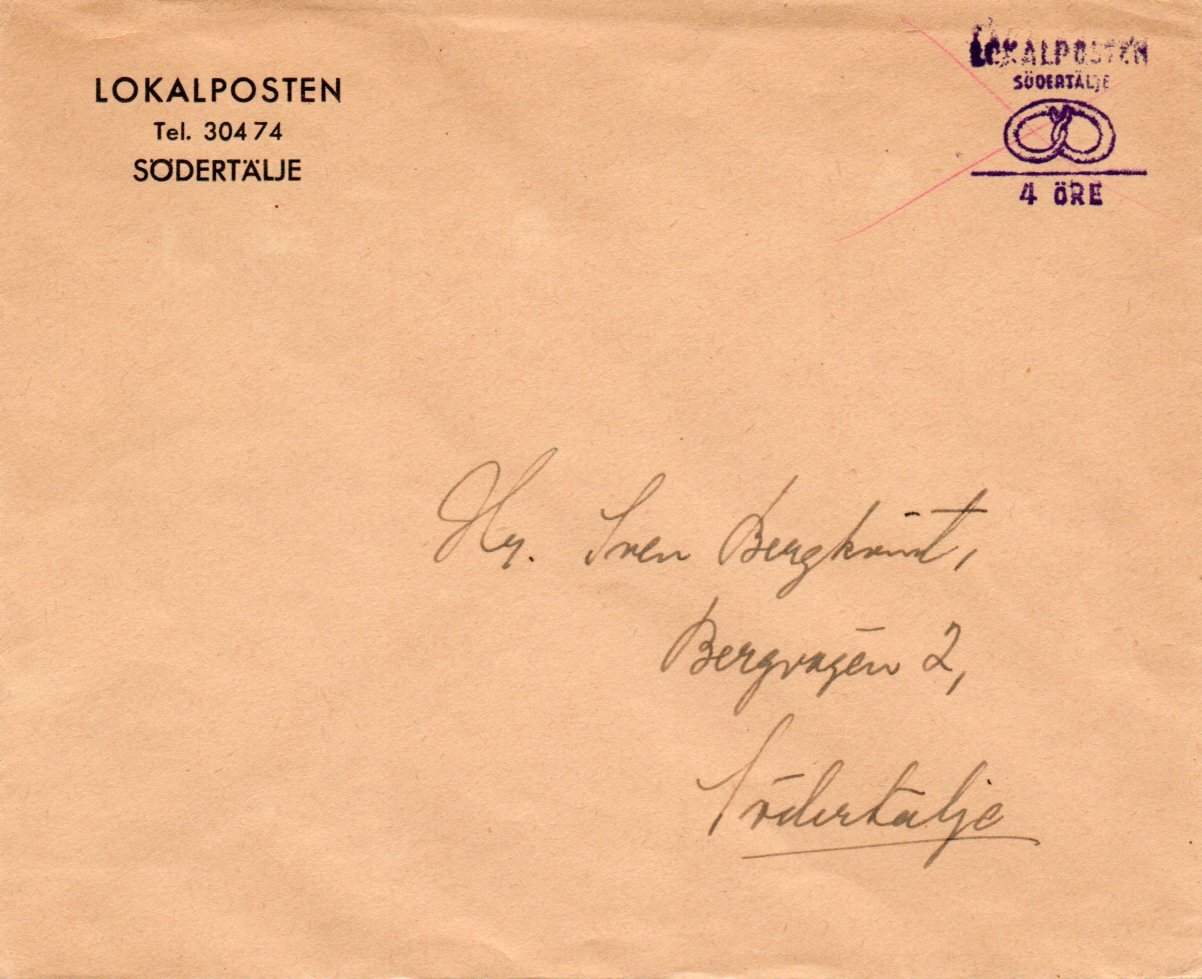 LOKALPOSTEN
Tel. 304 74
SÖDERTÄLJE
LOKALPOSTEN
SÖDERTÄLJE
4 ÖRE
Hr. Sven Bergkvist,
Bergvägen 2,
Södertälje